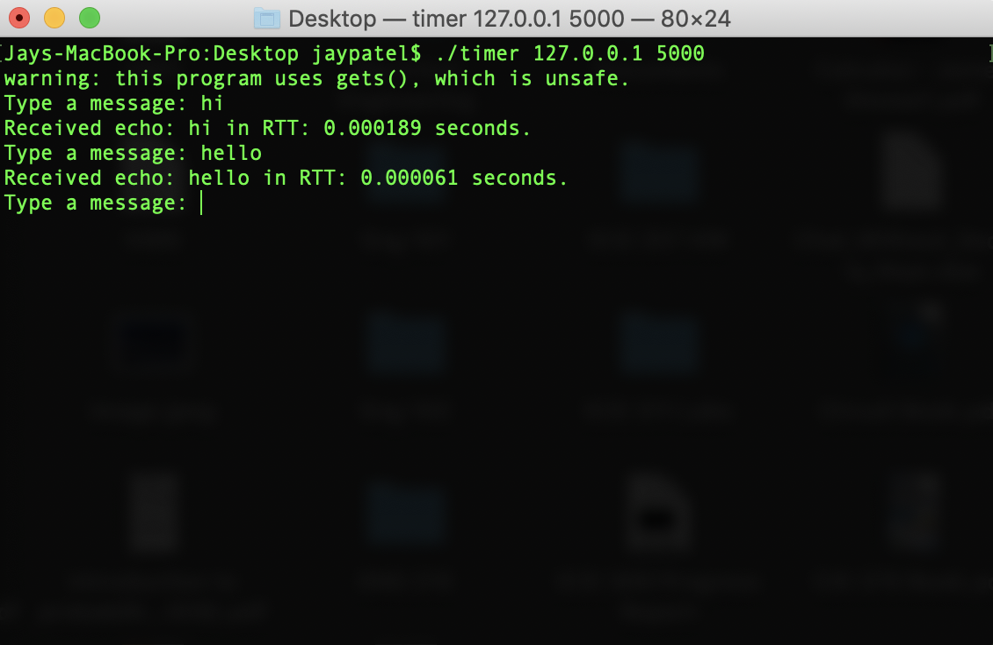 Desktop — timer 127.0.0.1 5000 — 80×24
[Jays-MacBook-Pro:Desktop jaypatel$ ./timer 127.0.0.1 5000 ]
warning: this program uses gets(), which is unsafe.
Type a message: hi
Received echo: hi in RTT: 0.000189 seconds.
Type a message: hello
Received echo: hello in RTT: 0.000061 seconds.
Type a message: